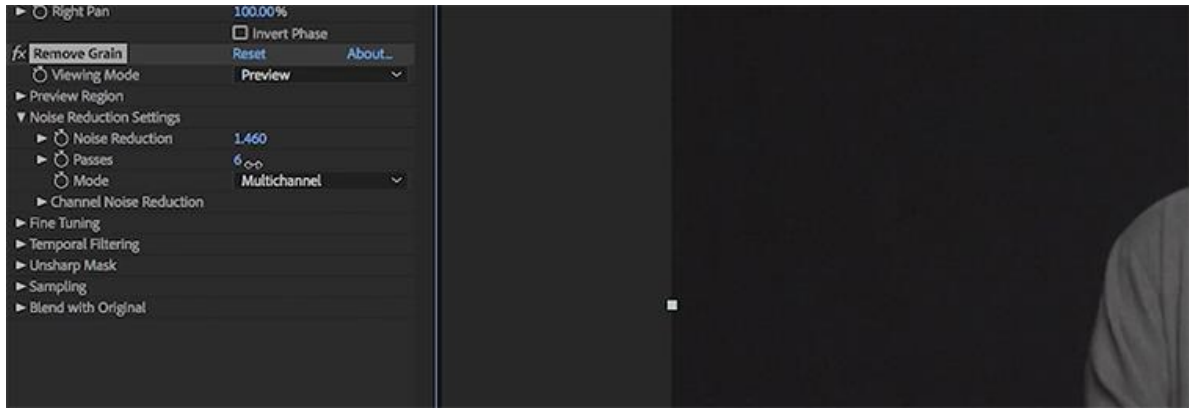 Right Pan 100.00%
Invert Phase
fx Remove Grain Reset About...
Viewing Mode Preview
Preview Region
Noise Reduction Settings
Noise Reduction 1.460
Passes 6
Mode Multichannel
Channel Noise Reduction
Fine Tuning
Temporal Filtering
Unsharp Mask
Sampling
Blend with Original